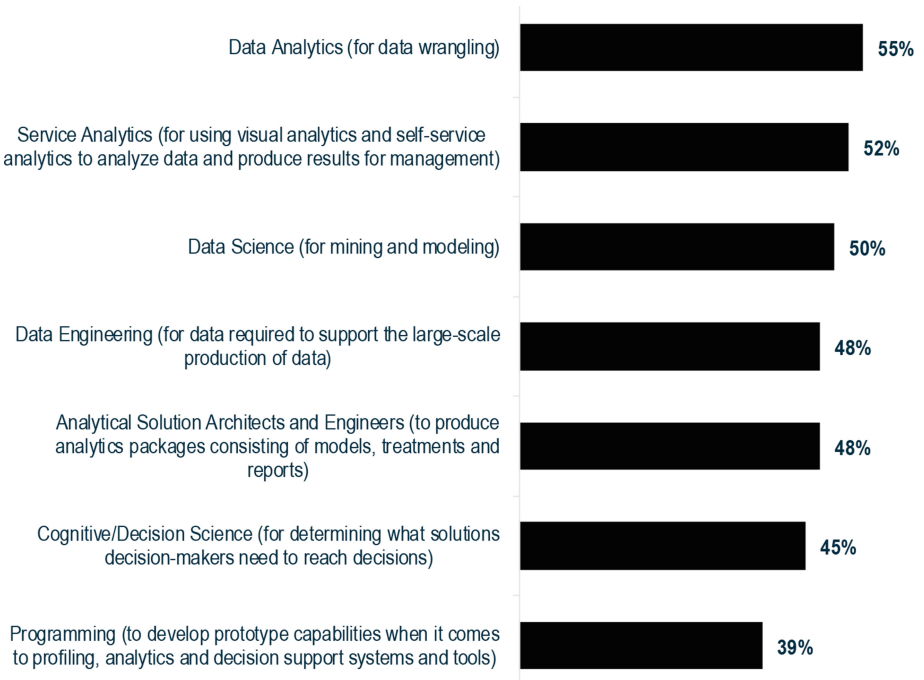 Data Analytics (for data wrangling)
55%
Service Analytics (for using visual analytics and self-service
analytics to analyze data and produce results for management)
52%
Data Science (for mining and modeling)
50%
Data Engineering (for data required to support the large-scale
production of data)
48%
Analytical Solution Architects and Engineers (to produce
analytics packages consisting of models, treatments and
reports)
48%
Cognitive/Decision Science (for determining what solutions
decision-makers need to reach decisions)
45%
Programming (to develop prototype capabilities when it comes
to profiling, analytics and decision support systems and tools)
39%